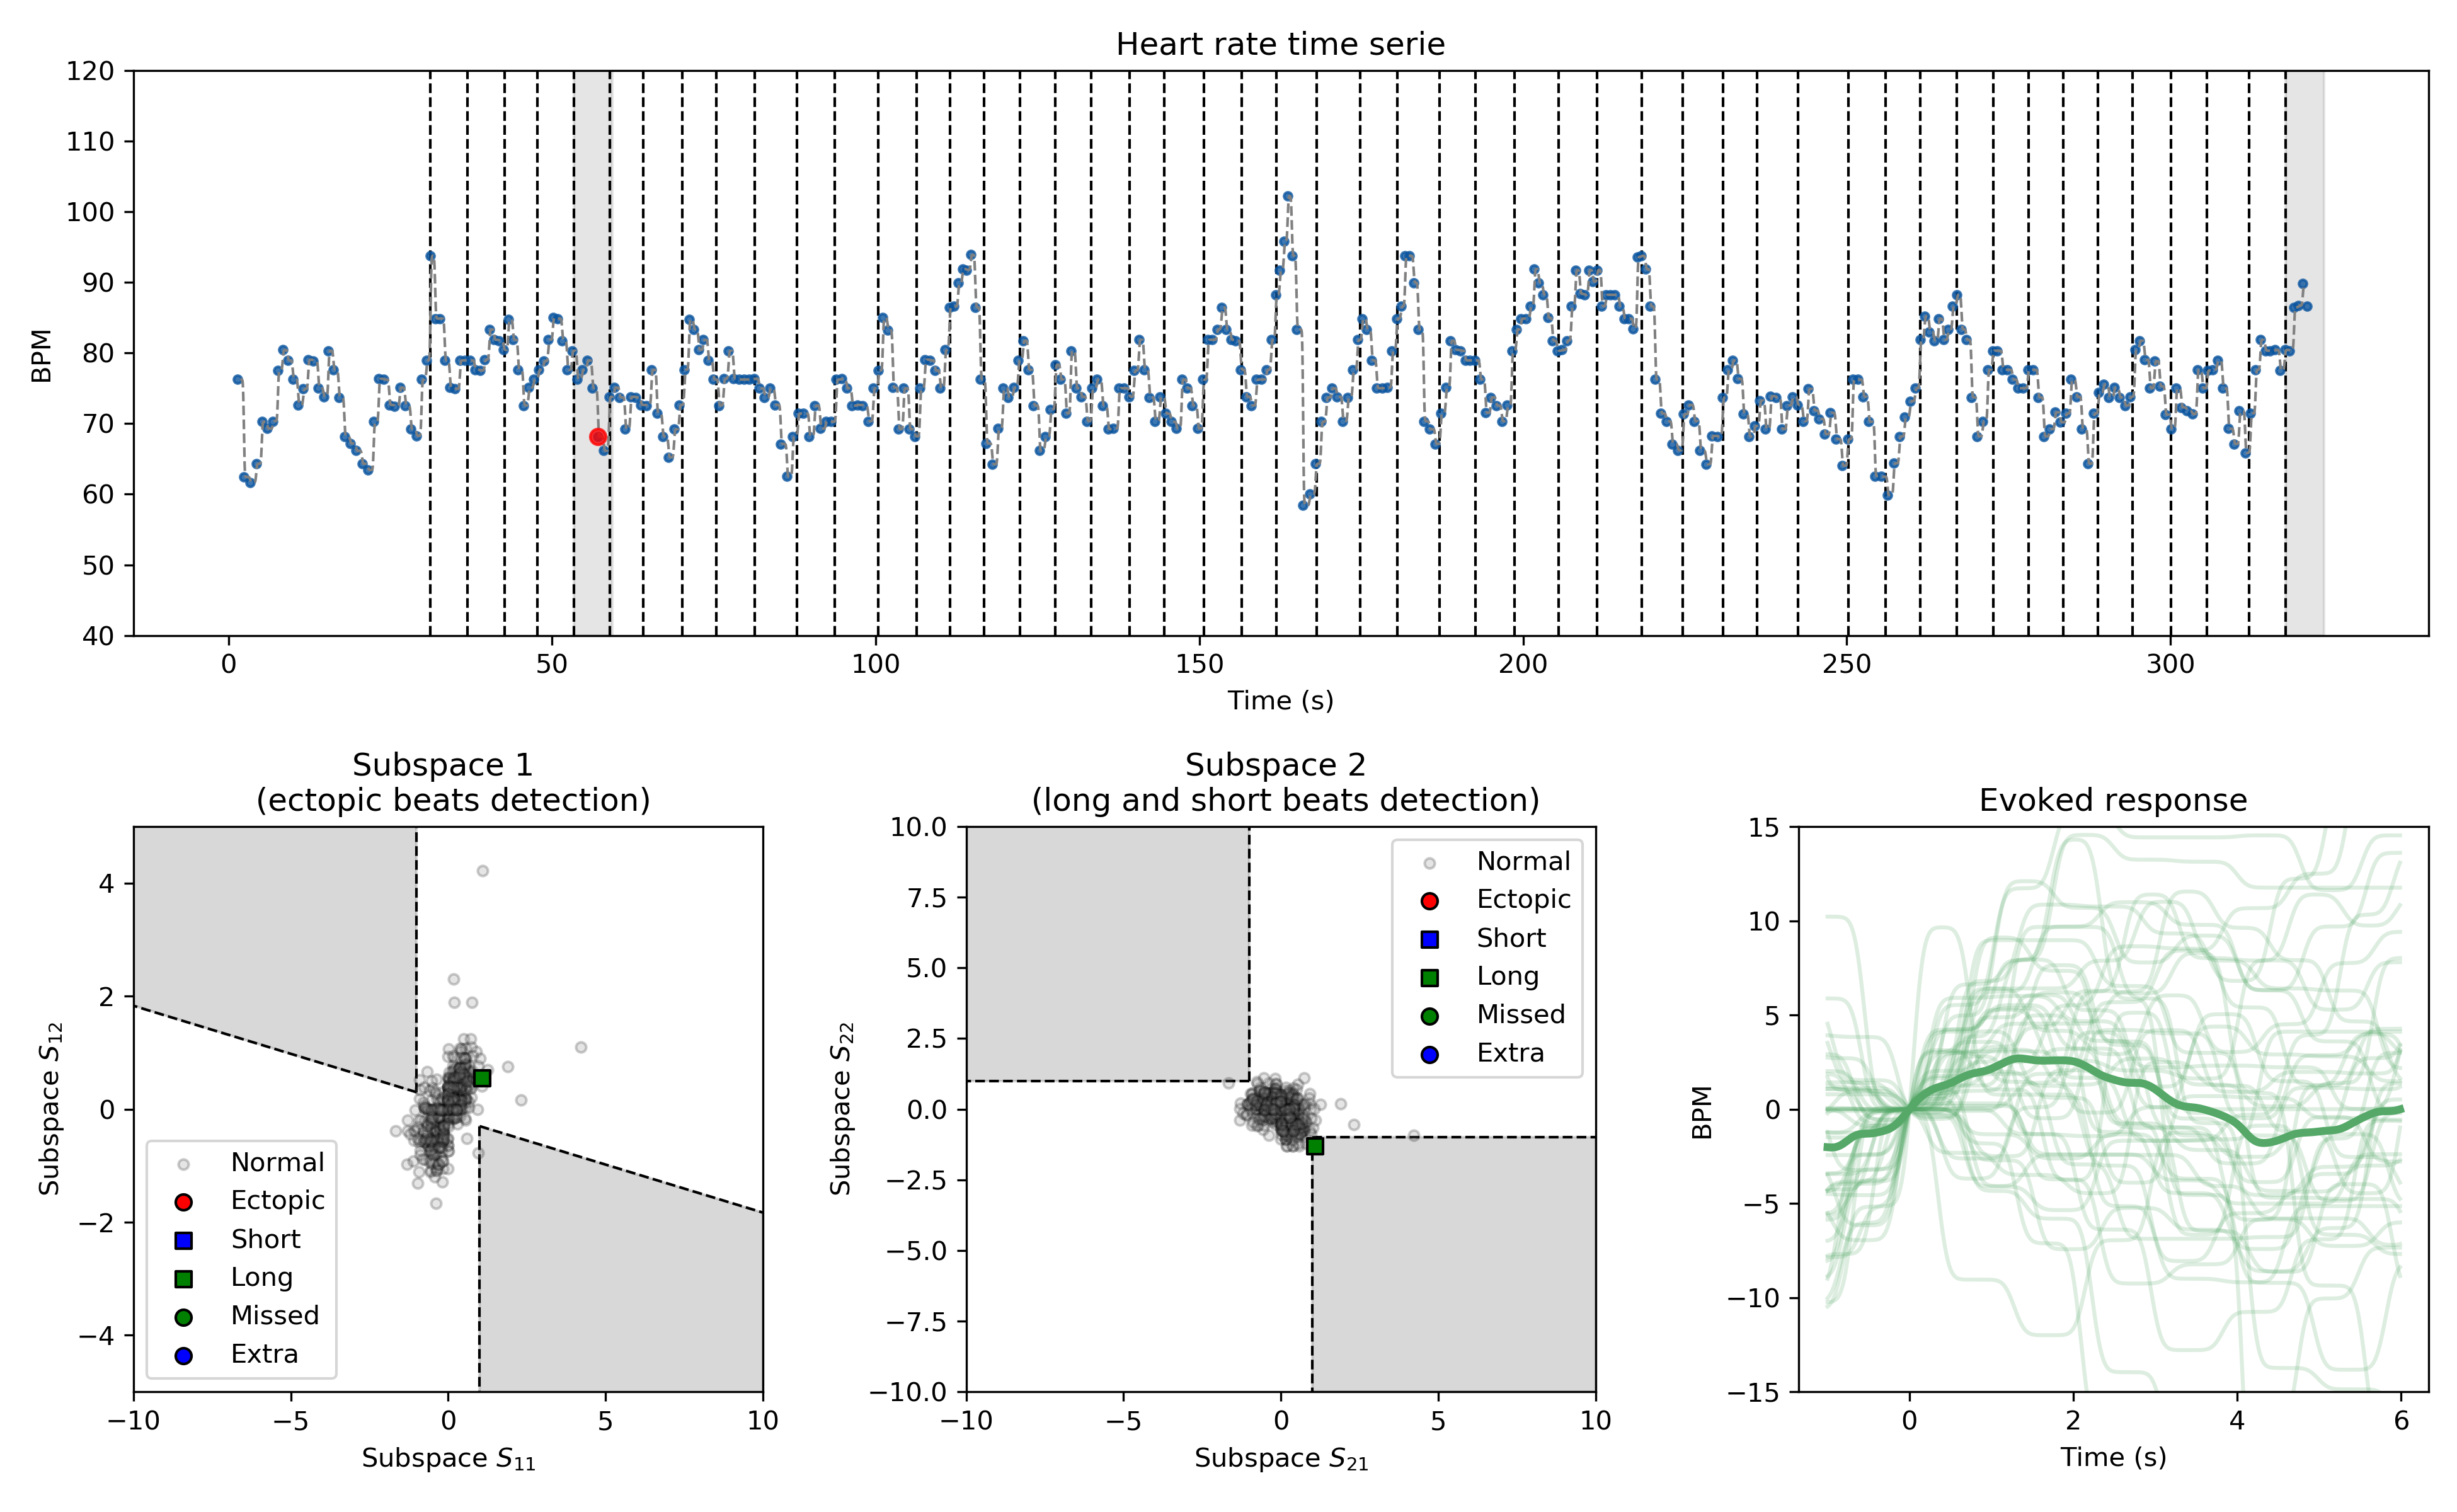 Heart rate time serie
120
110
100
90
80
70
60
50
40
BPM
0 50 100 150 200 250 300
Time (s)
Subspace 1
(ectopic beats detection)
4
2
0
−2
−4
Subspace S12
Normal
Ectopic
Short
Long
Missed
Extra
−10 −5 0 5 10
Subspace S11
Subspace 2
(long and short beats detection)
10.0
7.5
5.0
2.5
0.0
−2.5
−5.0
−7.5
−10.0
Subspace S22
Normal
Ectopic
Short
Long
Missed
Extra
−10 −5 0 5 10
Subspace S21
Evoked response
15
10
5
0
−5
−10
−15
BPM
0 2 4 6
Time (s)